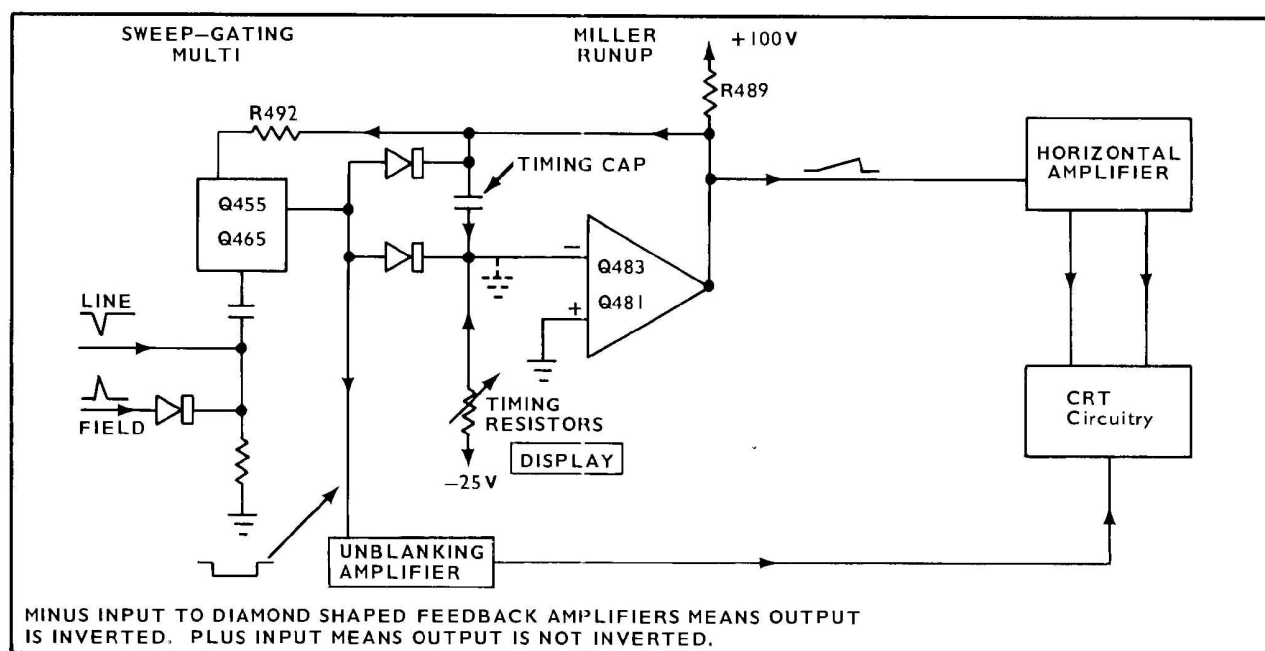 SWEEP-GATING
MULTI
MILLER
RUNUP
+100V
R489
R492
TIMING CAP
HORIZONTAL
AMPLIFIER
Q455
Q465
−
Q483
+
Q481
LINE
FIELD
TIMING
RESISTORS
DISPLAY
−25V
CRT
Circuitry
UNBLANKING
AMPLIFIER
MINUS INPUT TO DIAMOND SHAPED FEEDBACK AMPLIFIERS MEANS OUTPUT
IS INVERTED. PLUS INPUT MEANS OUTPUT IS NOT INVERTED.